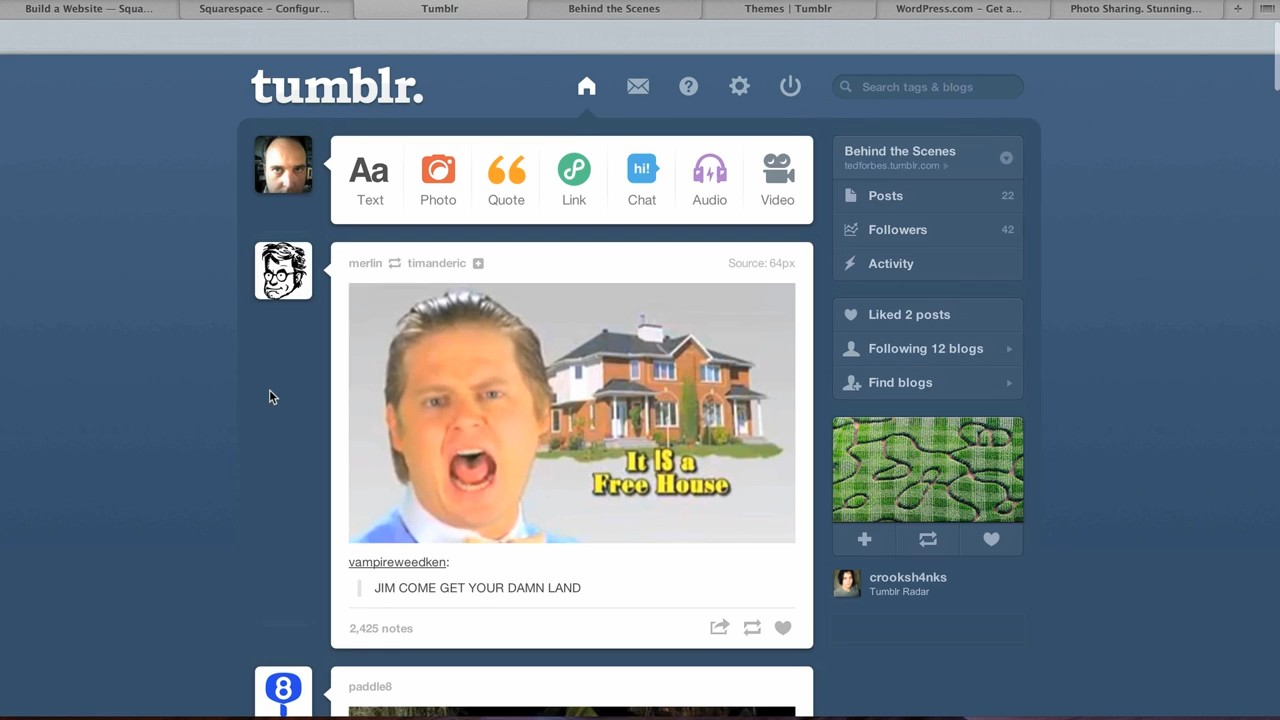 Build a Website — Squa...
Squarespace – Configur...
Tumblr
Behind the Scenes
Themes | Tumblr
WordPress.com – Get a...
Photo Sharing. Stunning...
tumblr.
?
Search tags & blogs
Aa
Text
Photo
Quote
Link
hi!
Chat
Audio
Video
Behind the Scenes
tedforbes.tumblr.com
Posts 22
Followers 42
Activity
Liked 2 posts
Following 12 blogs
Find blogs
crooksh4nks
Tumblr Radar
merlin timanderic
Source: 64px
It IS a
Free House
vampireweedken:
JIM COME GET YOUR DAMN LAND
2,425 notes
8
paddle8